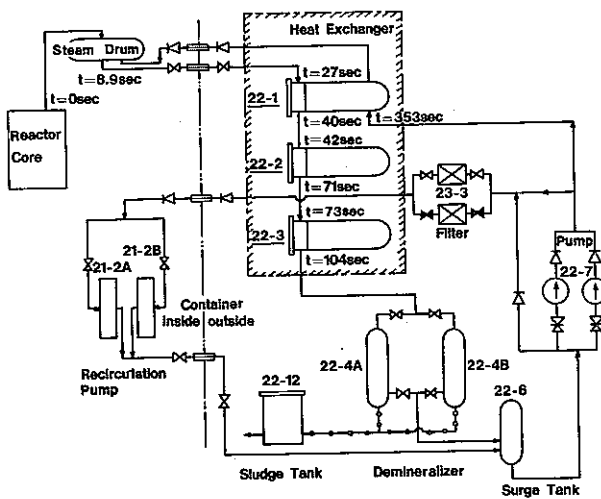 Heat Exchanger
Steam Drum
t=8.9sec
t=0sec
Reactor
Core
t=27sec
22-1
t=40sec
t=353sec
t=42sec
22-2
t=71sec
23-3
Filter
t=73sec
22-3
t=104sec
Pump
22-7
21-2B
21-2A
Container
inside outside
Recirculation
Pump
22-12
22-4A
22-4B
22-6
Sludge Tank
Demineralizer
Surge Tank